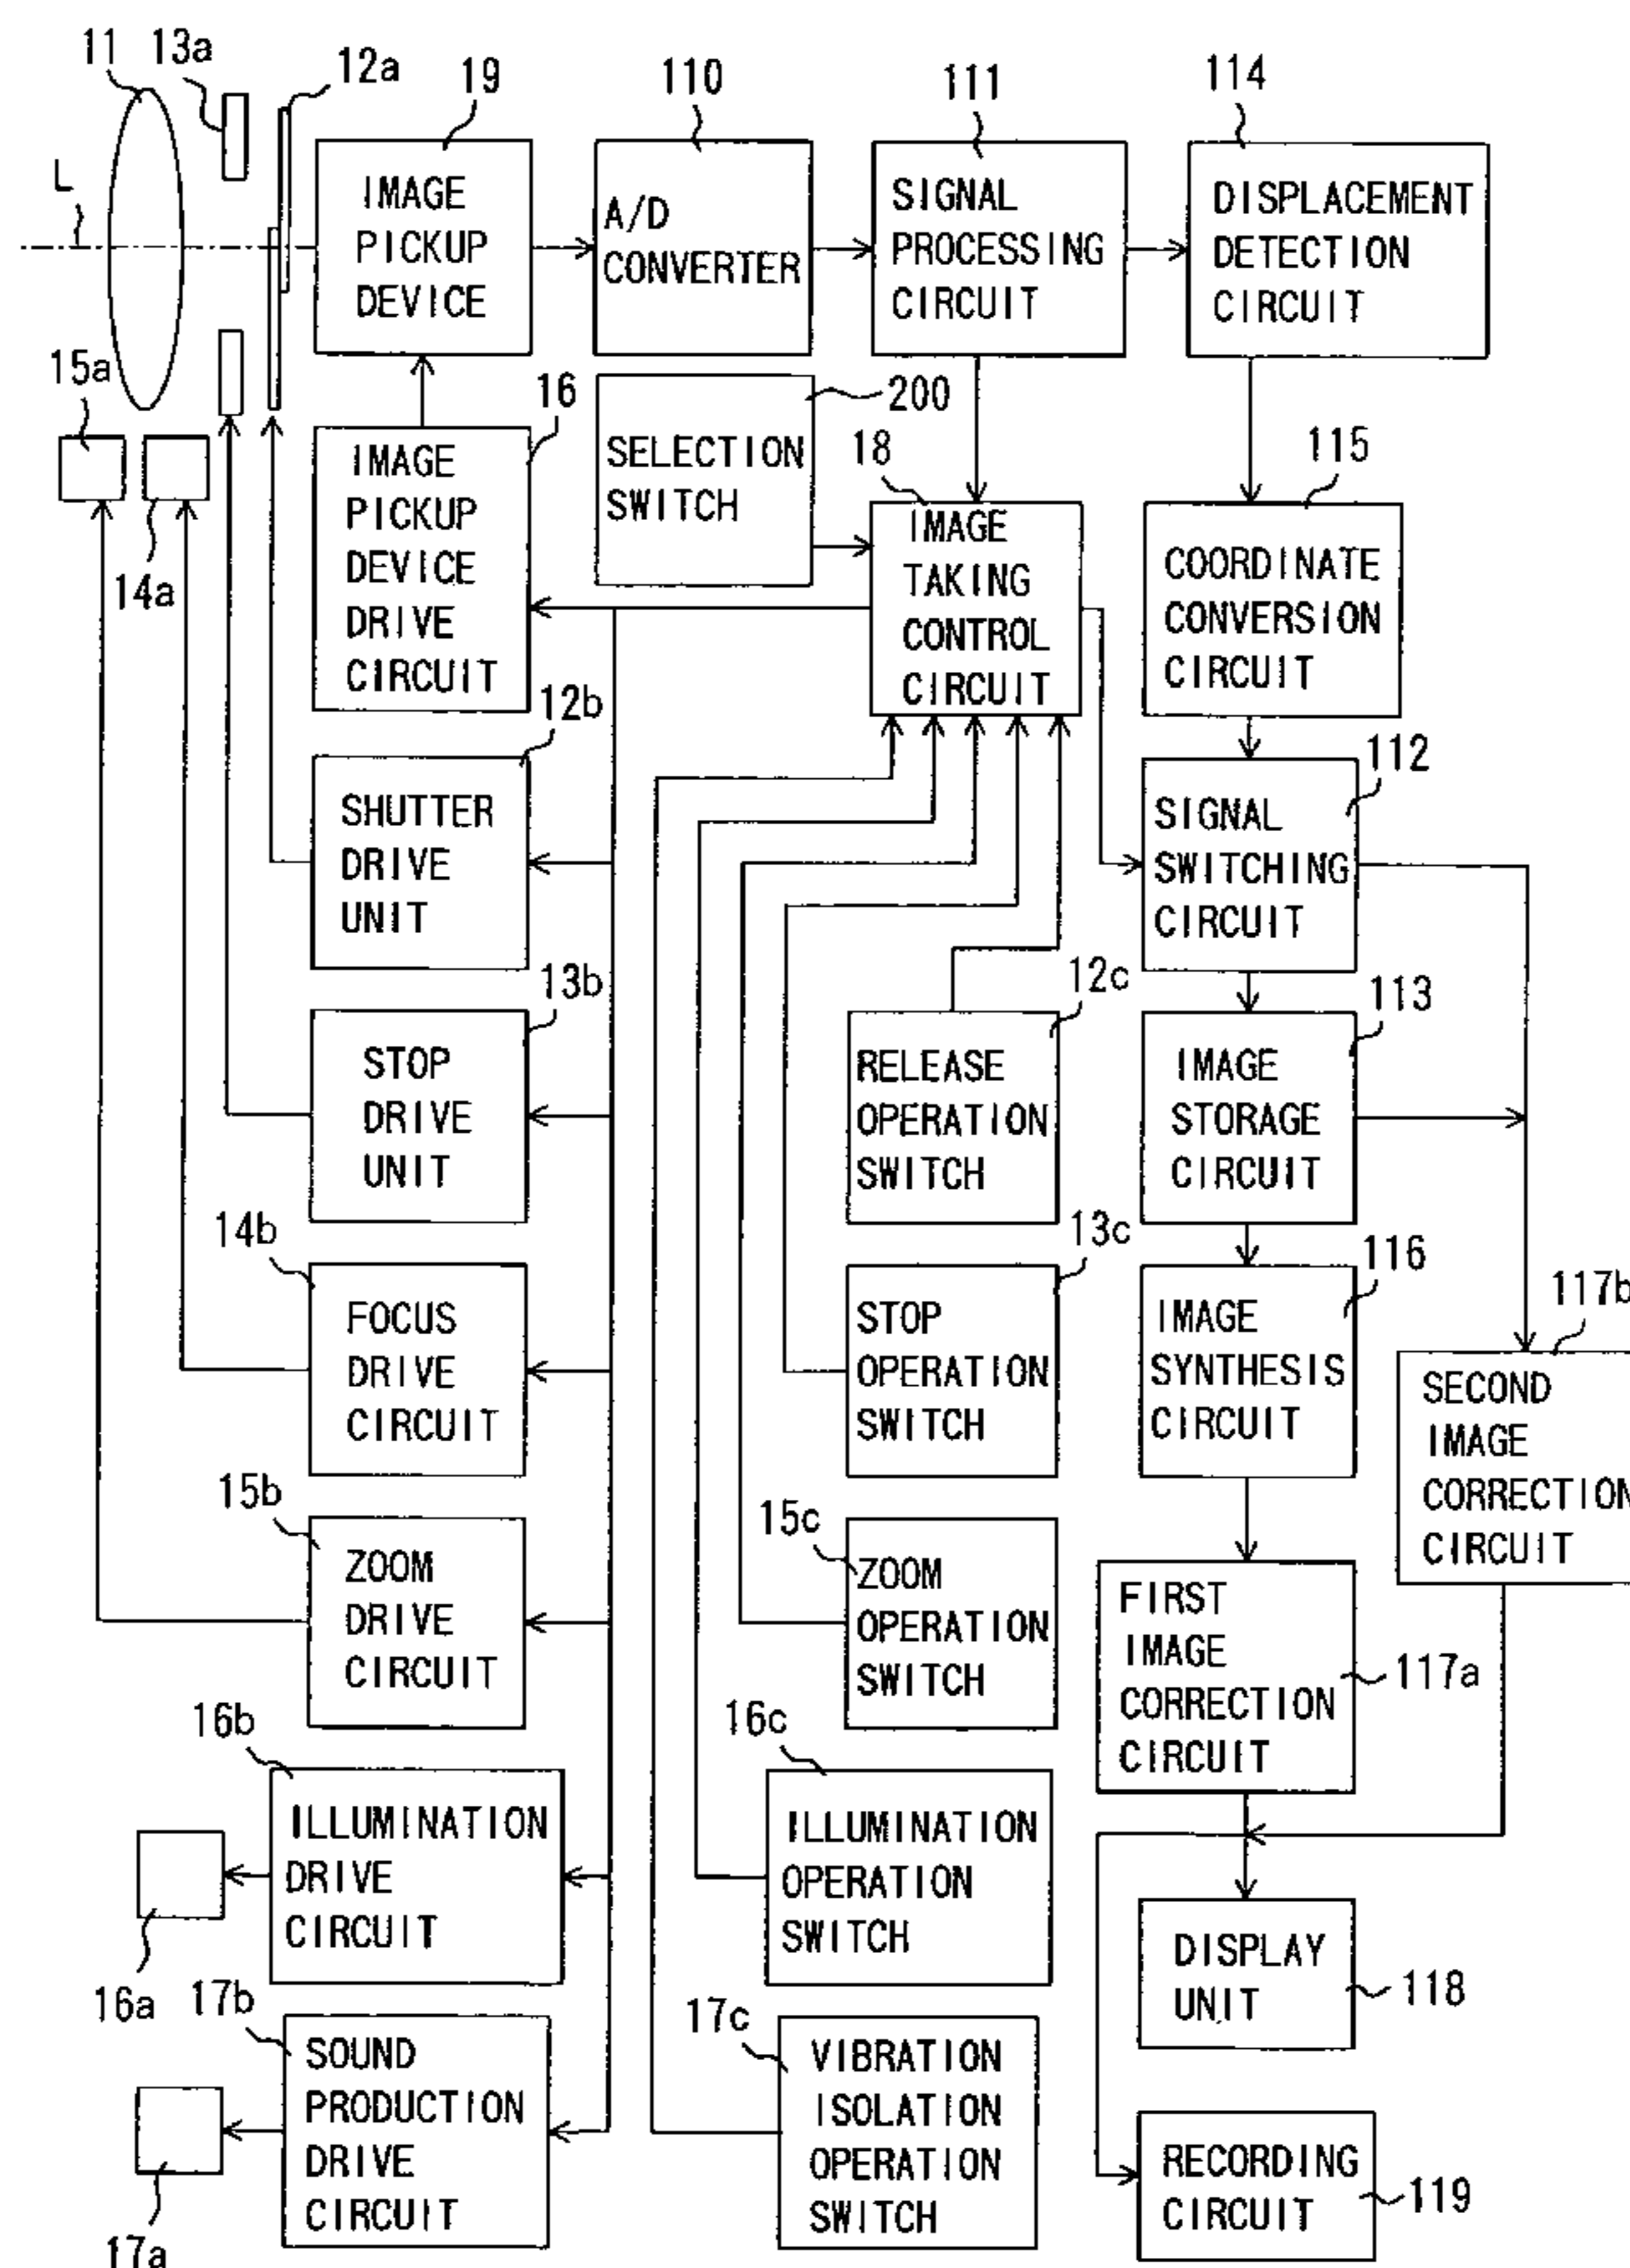 11
13a
12a
19
110
111
114
L
IMAGE
PICKUP
DEVICE
A/D
CONVERTER
SIGNAL
PROCESSING
CIRCUIT
DISPLACEMENT
DETECTION
CIRCUIT
15a
14a
16
IMAGE
PICKUP
DEVICE
DRIVE
CIRCUIT
200
SELECTION
SWITCH
18
IMAGE
TAKING
CONTROL
CIRCUIT
115
COORDINATE
CONVERSION
CIRCUIT
12b
SHUTTER
DRIVE
UNIT
112
SIGNAL
SWITCHING
CIRCUIT
13b
STOP
DRIVE
UNIT
12c
RELEASE
OPERATION
SWITCH
113
IMAGE
STORAGE
CIRCUIT
14b
FOCUS
DRIVE
CIRCUIT
13c
STOP
OPERATION
SWITCH
116
IMAGE
SYNTHESIS
CIRCUIT
117b
SECOND
IMAGE
CORRECTION
CIRCUIT
15b
ZOOM
DRIVE
CIRCUIT
15c
ZOOM
OPERATION
SWITCH
FIRST
IMAGE
CORRECTION
CIRCUIT
117a
16b
ILLUMINATION
DRIVE
CIRCUIT
16a
16c
ILLUMINATION
OPERATION
SWITCH
DISPLAY
UNIT
118
17b
SOUND
PRODUCTION
DRIVE
CIRCUIT
17a
17c
VIBRATION
ISOLATION
OPERATION
SWITCH
RECORDING
CIRCUIT
119